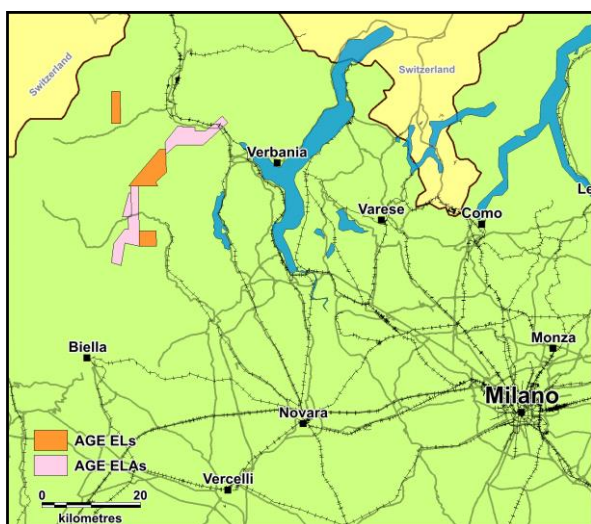 Switzerland
Switzerland
Verbania
Varese
Como
Le
Biella
Monza
Milano
Novara
Vercelli
AGE ELs
AGE ELAs
0 20
kilometres